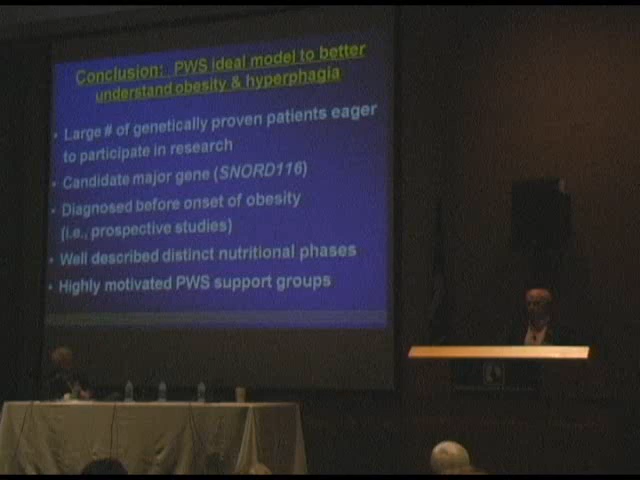 Conclusion: PWS ideal model to better
understand obesity & hyperphagia
• Large # of genetically proven patients eager
to participate in research
• Candidate major gene (SNORD116)
• Diagnosed before onset of obesity
(i.e., prospective studies)
• Well described distinct nutritional phases
• Highly motivated PWS support groups